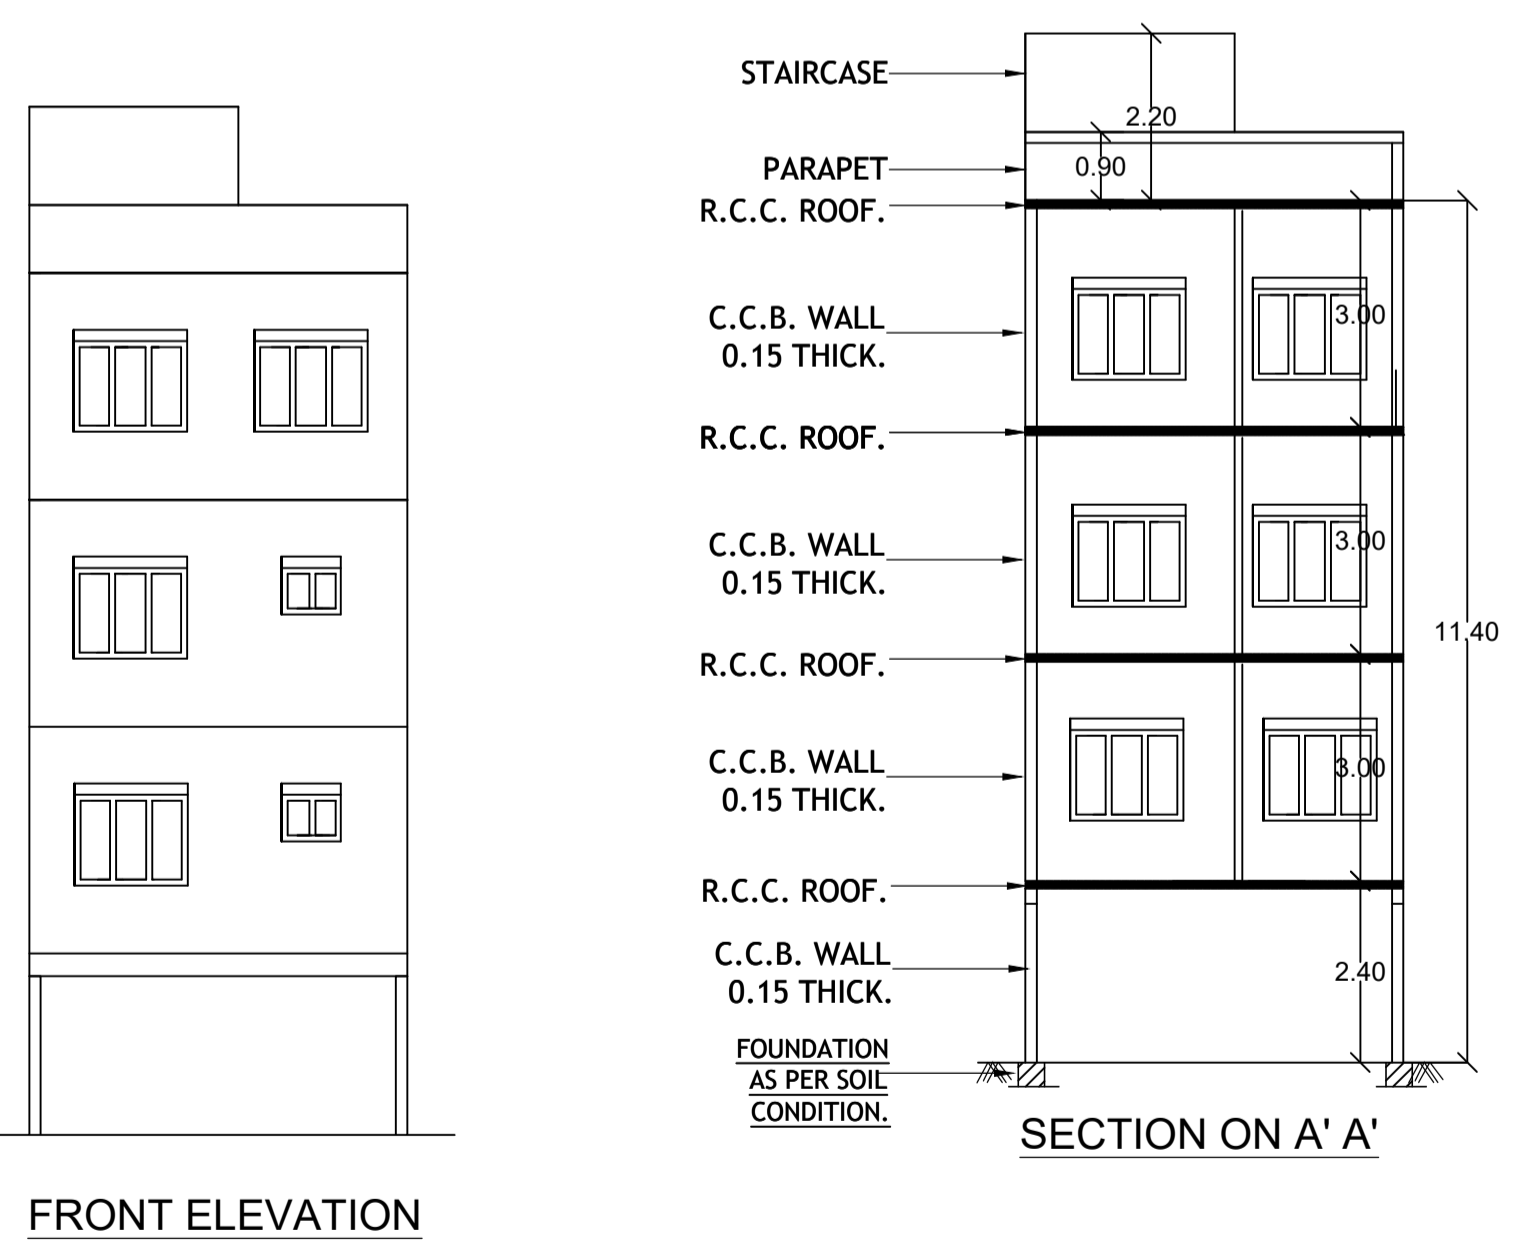 STAIRCASE
2.20
PARAPET
0.90
R.C.C. ROOF.
C.C.B. WALL
0.15 THICK.
3.00
R.C.C. ROOF.
C.C.B. WALL
0.15 THICK.
3.00
11.40
R.C.C. ROOF.
C.C.B. WALL
0.15 THICK.
3.00
R.C.C. ROOF.
C.C.B. WALL
0.15 THICK.
2.40
FOUNDATION
AS PER SOIL
CONDITION.
SECTION ON A' A'
FRONT ELEVATION